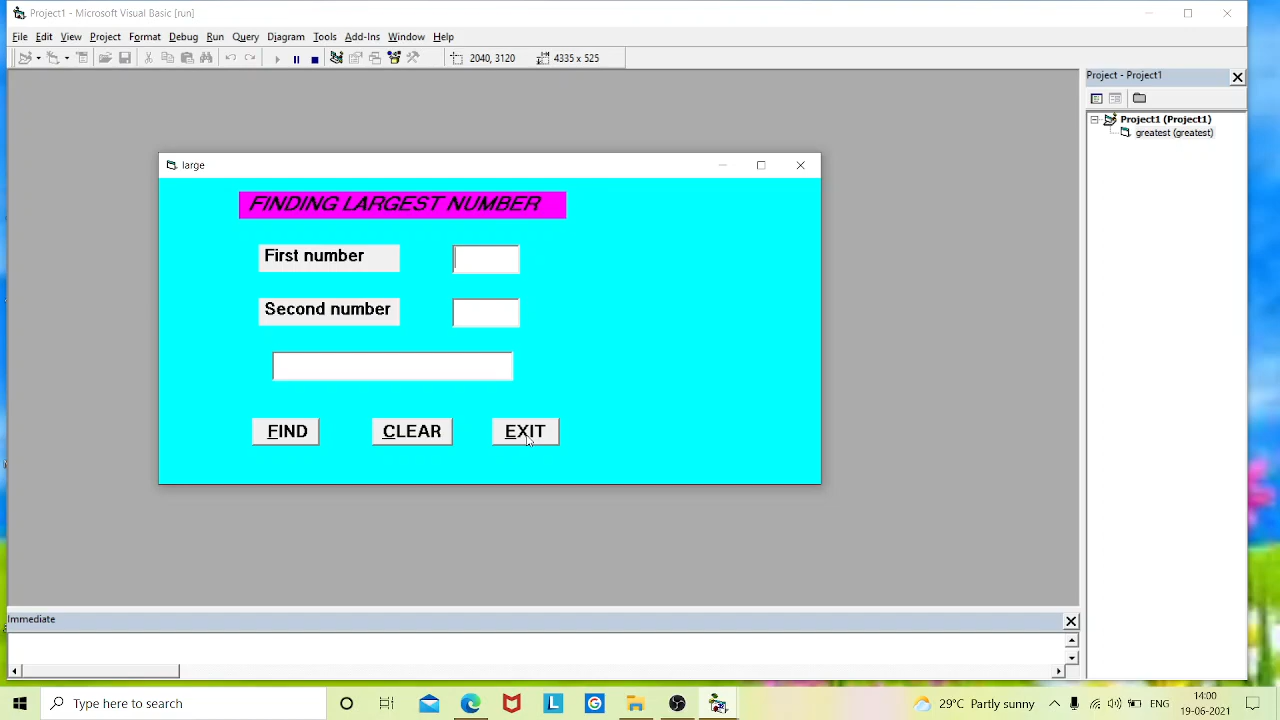 Project1 - Microsoft Visual Basic [run]
File Edit View Project Format Debug Run Query Diagram Tools Add-Ins Window Help
2040, 3120 4335 x 525
Project - Project1
Project1 (Project1)
greatest (greatest)
large
FINDING LARGEST NUMBER
First number
Second number
FIND CLEAR EXIT
Immediate
Type here to search
29°C Partly sunny
14:00
19-06-2021